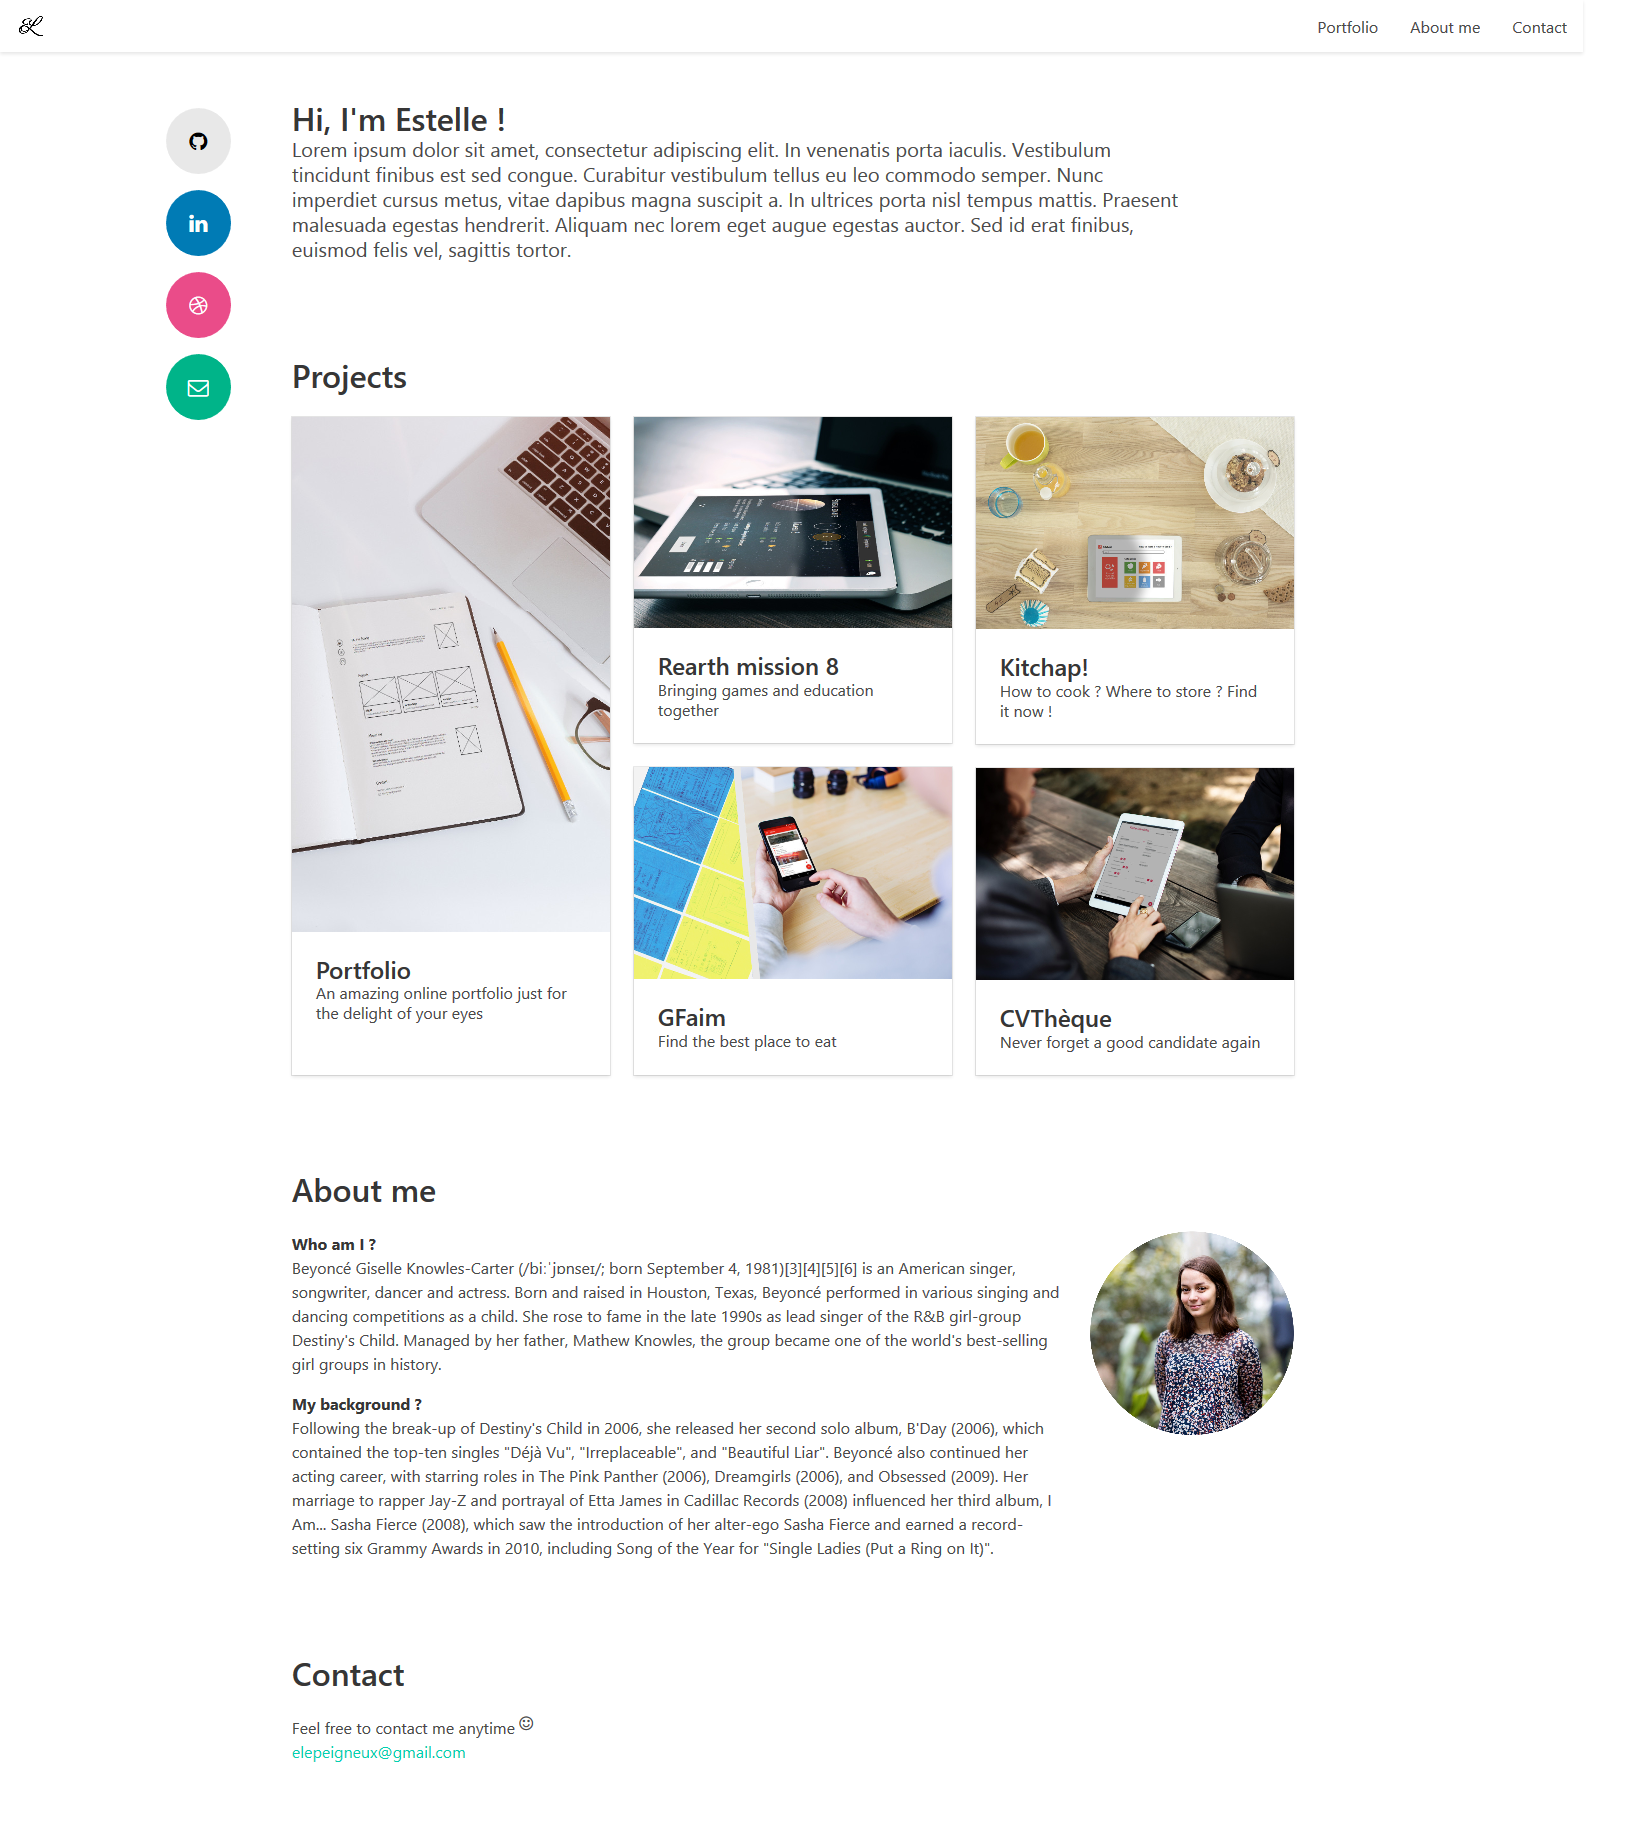 EL
Portfolio About me Contact
Hi, I'm Estelle !
Lorem ipsum dolor sit amet, consectetur adipiscing elit. In venenatis porta iaculis. Vestibulum
tincidunt finibus est sed congue. Curabitur vestibulum tellus eu leo commodo semper. Nunc
imperdiet cursus metus, vitae dapibus magna suscipit a. In ultrices porta nisl tempus mattis. Praesent
malesuada egestas hendrerit. Aliquam nec lorem eget augue egestas auctor. Sed id erat finibus,
euismod felis vel, sagittis tortor.
in
Projects
Portfolio
An amazing online portfolio just for
the delight of your eyes
Rearth mission 8
Bringing games and education
together
Kitchap!
How to cook ? Where to store ? Find
it now !
GFaim
Find the best place to eat
CVThèque
Never forget a good candidate again
About me
Who am I ?
Beyoncé Giselle Knowles-Carter (/biːˈjɒnseɪ/; born September 4, 1981)[3][4][5][6] is an American singer,
songwriter, dancer and actress. Born and raised in Houston, Texas, Beyoncé performed in various singing and
dancing competitions as a child. She rose to fame in the late 1990s as lead singer of the R&B girl-group
Destiny's Child. Managed by her father, Mathew Knowles, the group became one of the world's best-selling
girl groups in history.
My background ?
Following the break-up of Destiny's Child in 2006, she released her second solo album, B'Day (2006), which
contained the top-ten singles "Déjà Vu", "Irreplaceable", and "Beautiful Liar". Beyoncé also continued her
acting career, with starring roles in The Pink Panther (2006), Dreamgirls (2006), and Obsessed (2009). Her
marriage to rapper Jay-Z and portrayal of Etta James in Cadillac Records (2008) influenced her third album, I
Am... Sasha Fierce (2008), which saw the introduction of her alter-ego Sasha Fierce and earned a record-
setting six Grammy Awards in 2010, including Song of the Year for "Single Ladies (Put a Ring on It)".
Contact
Feel free to contact me anytime ☺
elepeigneux@gmail.com